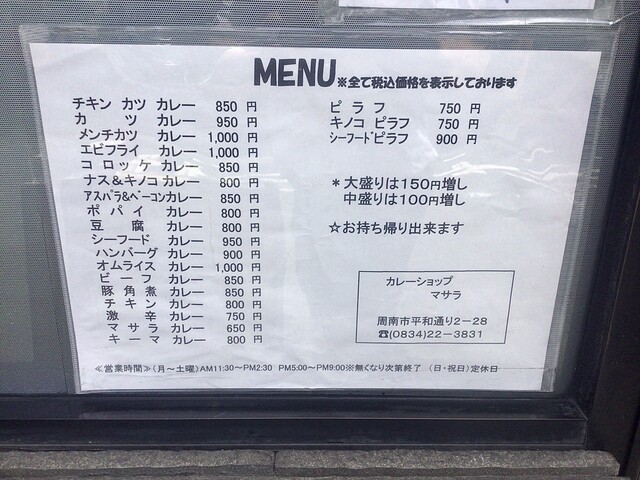 MENU ※全て税込価格を表示しております
チキン カツ カレー 850 円
カ ツ カレー 950 円
メンチカツ カレー 1,000 円
エビフライ カレー 1,000 円
コ ロ ッ ケ カレー 850 円
ナス&キノコ カレー 800 円
アスパラ&ベーコンカレー 850 円
ポ パ イ カレー 800 円
豆 腐 カレー 800 円
シーフード カレー 950 円
ハンバーグ カレー 900 円
オムライス カレー 1,000 円
ビ ー フ カレー 850 円
豚 角 煮 カレー 850 円
チ キ ン カレー 800 円
激 辛 カレー 750 円
マ サ ラ カレー 650 円
キ ー マ カレー 800 円
ピ ラ フ 750 円
キノコ ピラフ 750 円
シーフードピラフ 900 円
*大盛りは150円増し
中盛りは100円増し
☆お持ち帰り出来ます
カレーショップ
マサラ
周南市平和通り2-28
☎(0834)22-3831
≪営業時間≫(月~土曜)AM11:30~PM2:30 PM5:00~PM9:00※無くなり次第終了 (日・祝日)定休日